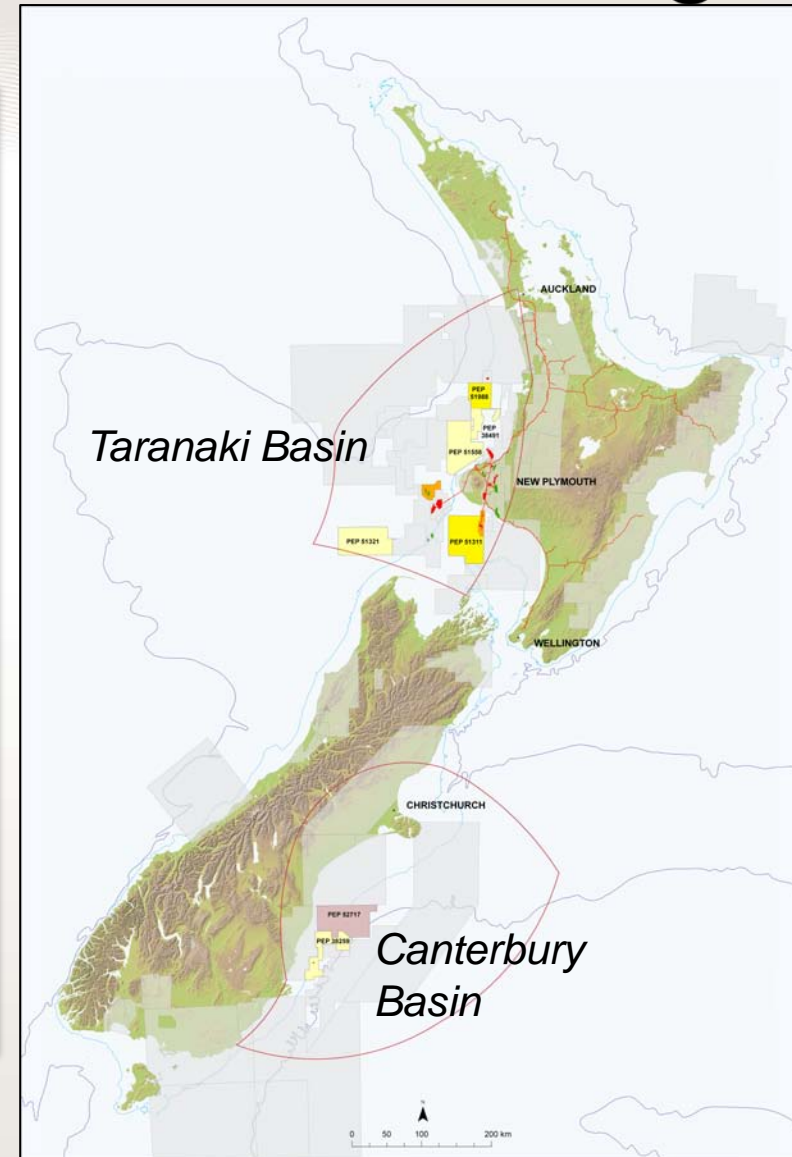 AUCKLAND
PEP
51988
PEP
38491
Taranaki Basin
PEP 51558
NEW PLYMOUTH
PEP 51321
PEP 51311
WELLINGTON
CHRISTCHURCH
PEP 52717
PEP 38259
Canterbury
Basin
N
0 50 100 200 km